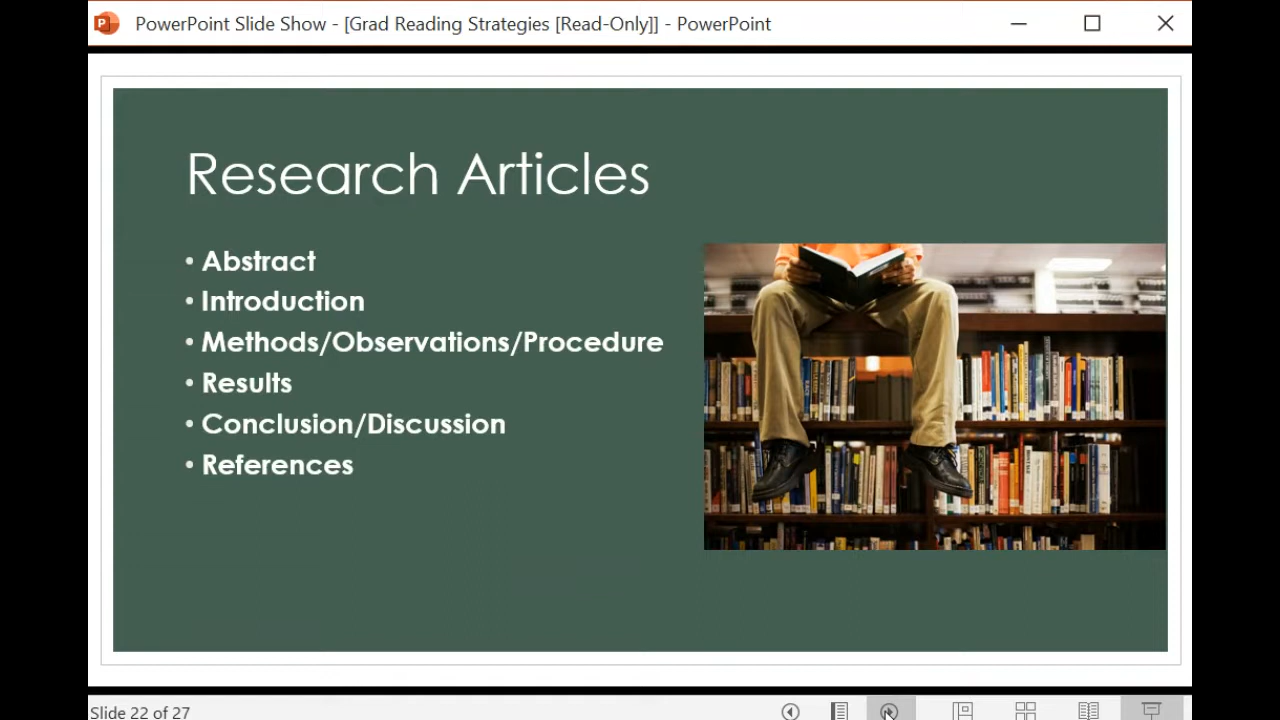 PowerPoint Slide Show - [Grad Reading Strategies [Read-Only]] - PowerPoint
Research Articles
• Abstract
• Introduction
• Methods/Observations/Procedure
• Results
• Conclusion/Discussion
• References
Slide 22 of 27